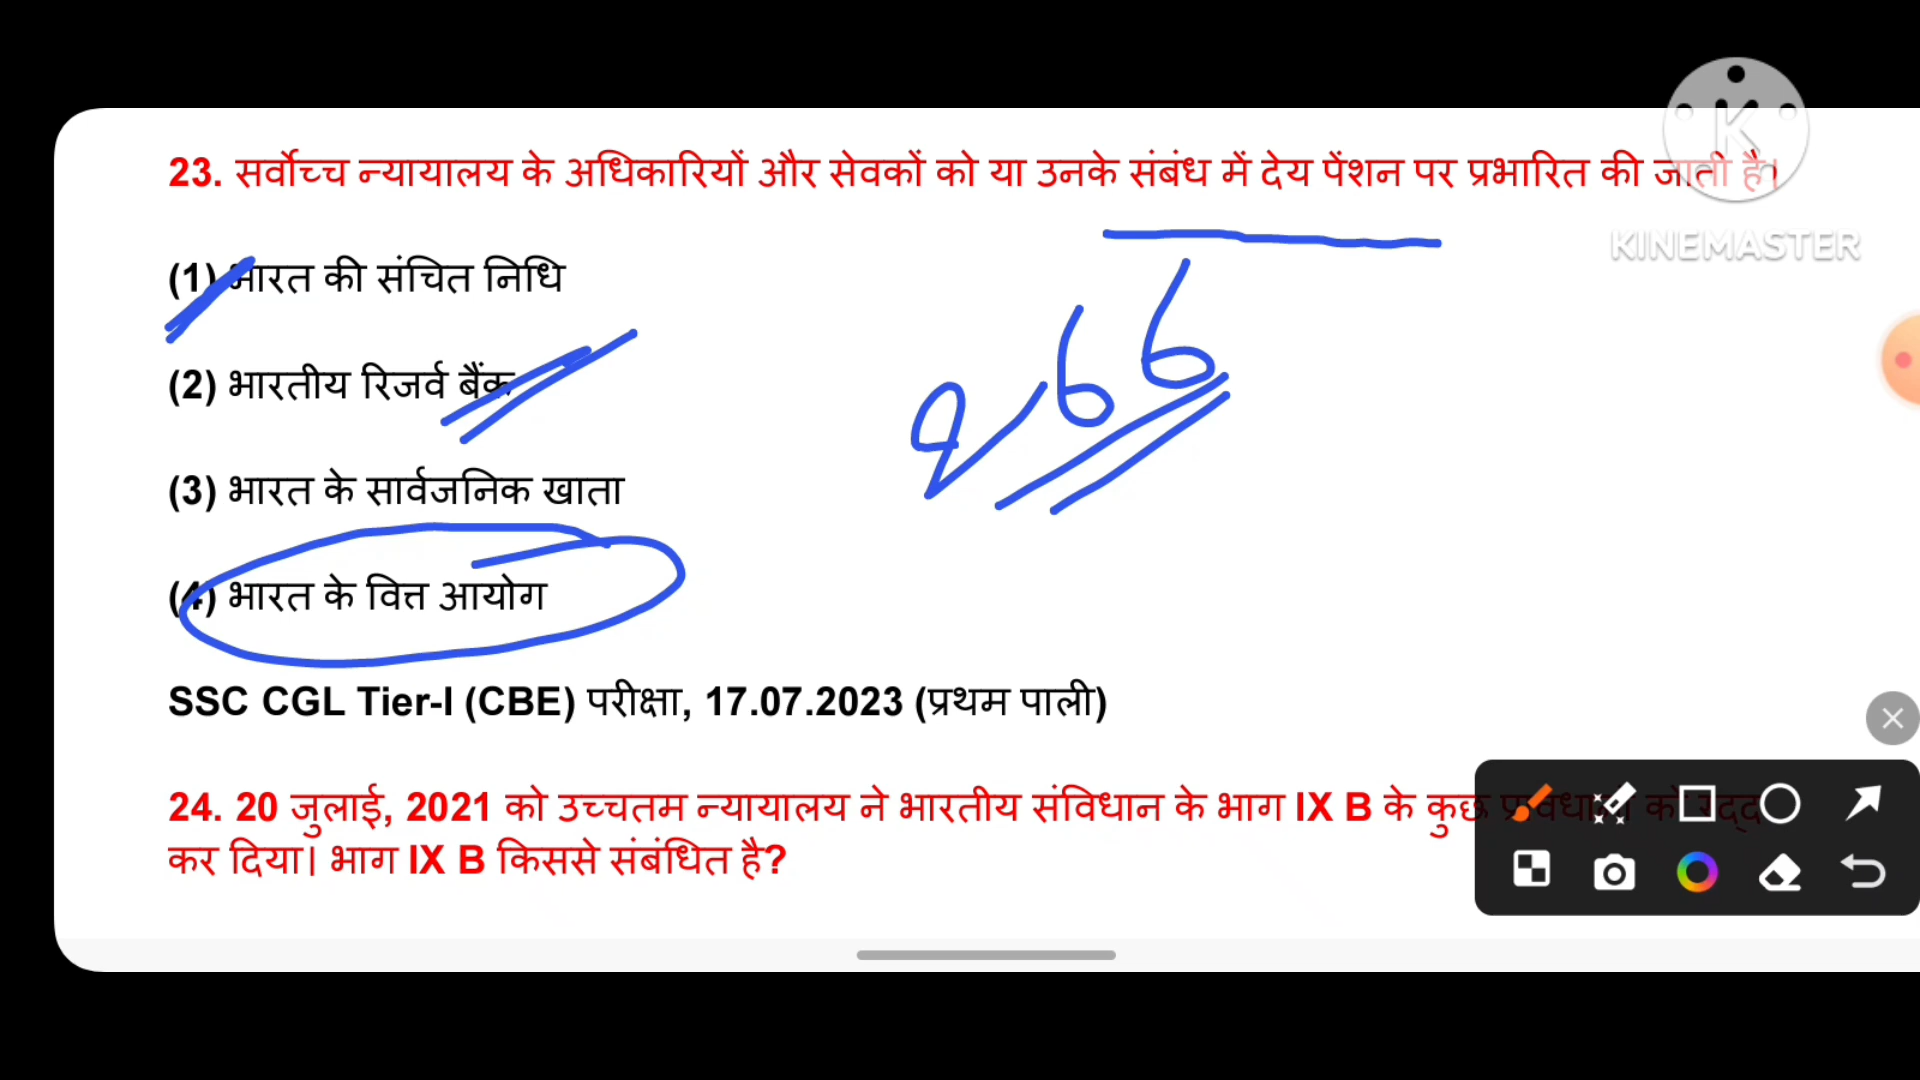 23. सर्वोच्च न्यायालय के अधिकारियों और सेवकों को या उनके संबंध में देय पेंशन पर प्रभारित की जाती है।
KINEMASTER
(1) भारत की संचित निधि
(2) भारतीय रिजर्व बैंक
266
(3) भारत के सार्वजनिक खाता
(4) भारत के वित्त आयोग
SSC CGL Tier-I (CBE) परीक्षा, 17.07.2023 (प्रथम पाली)
24. 20 जुलाई, 2021 को उच्चतम न्यायालय ने भारतीय संविधान के भाग IX B के कुछ प्रावधानों को रद्द
कर दिया। भाग IX B किससे संबंधित है?